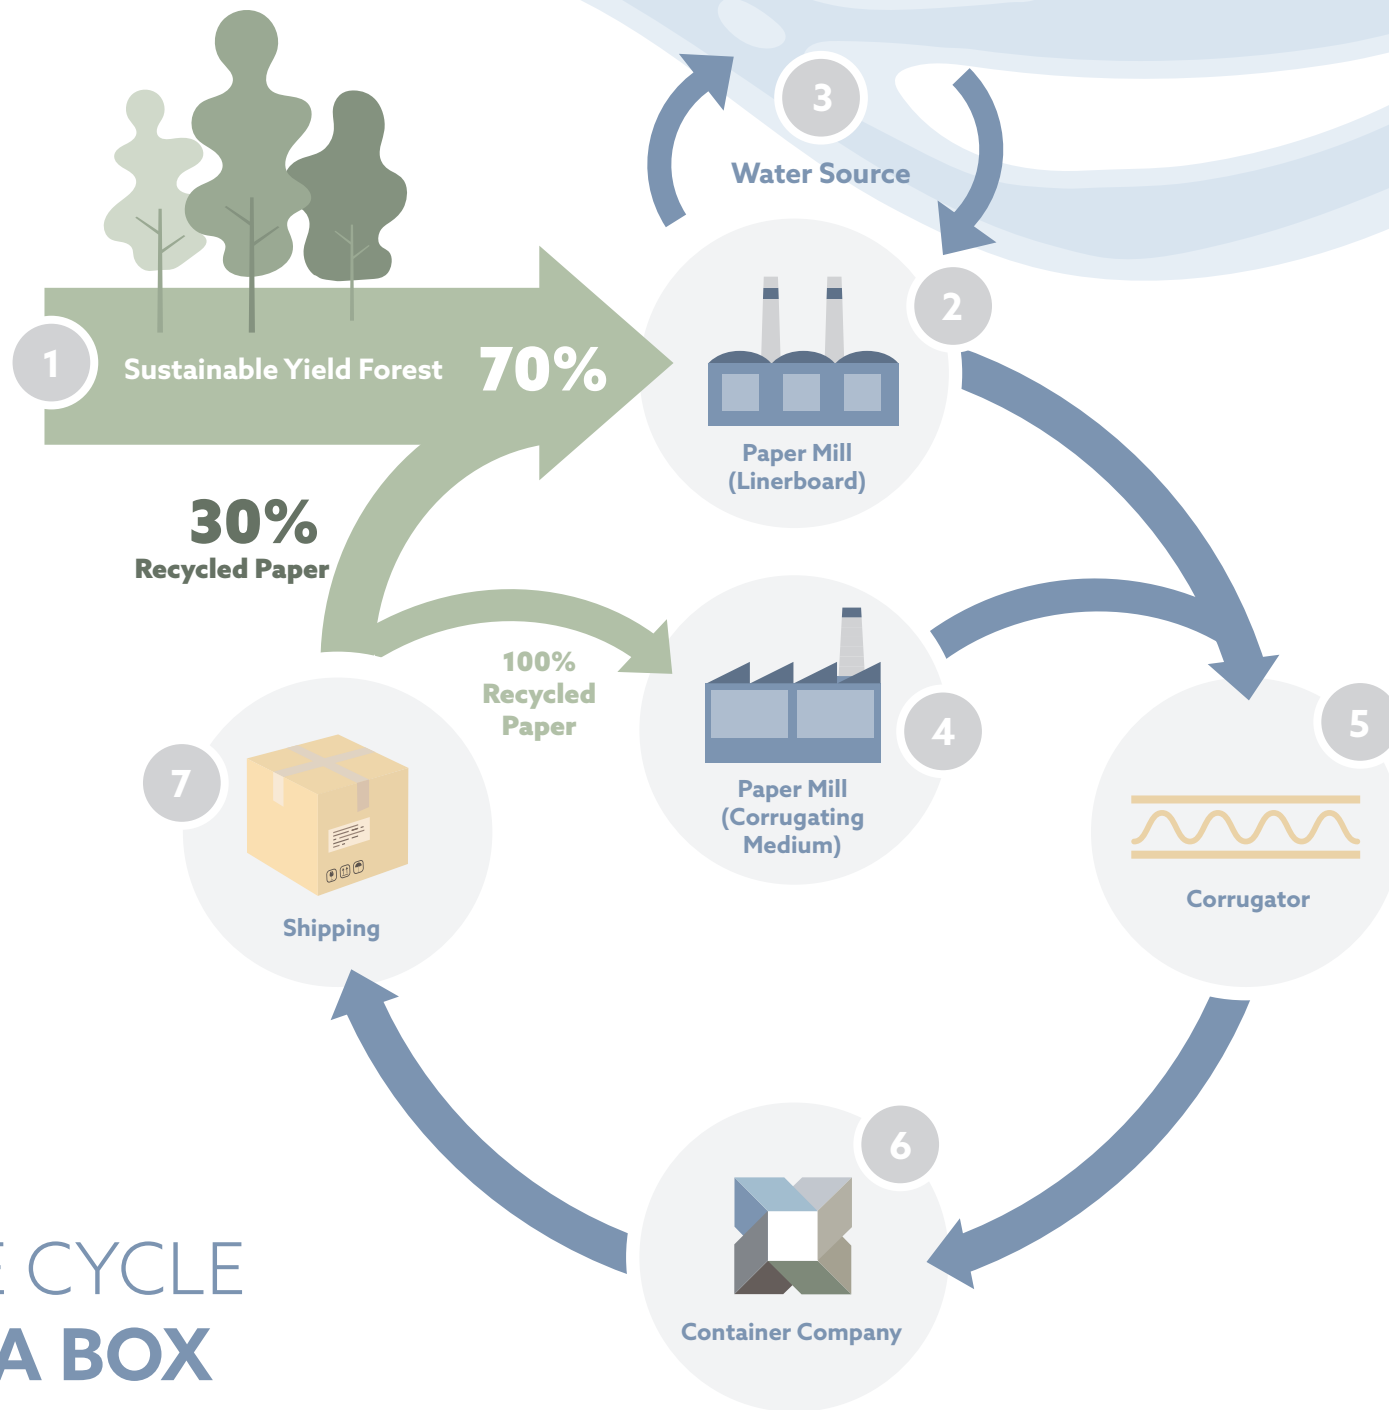 3
Water Source
2
1
Sustainable Yield Forest 70%
Paper Mill
(Linerboard)
30%
Recycled Paper
100%
Recycled
Paper
4
Paper Mill
(Corrugating
Medium)
5
Corrugator
7
Shipping
6
Container Company
E CYCLE
A BOX